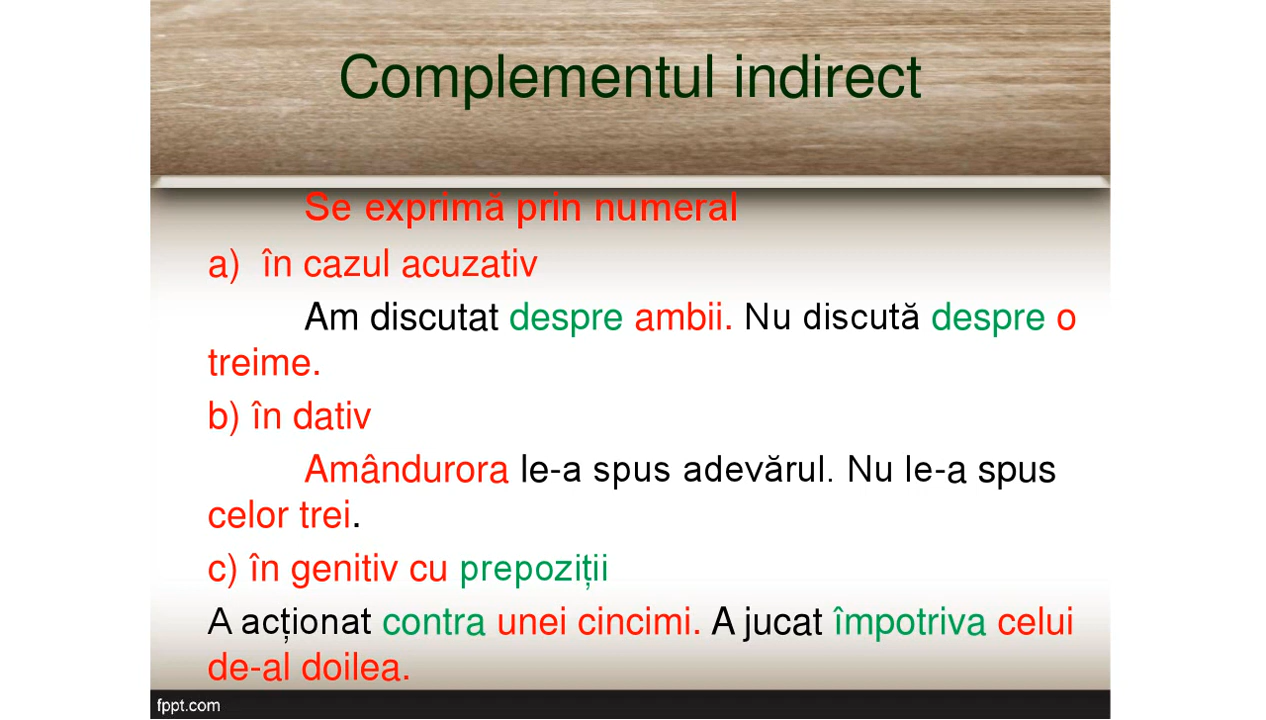 Complementul indirect
Se exprimă prin numeral
a) în cazul acuzativ
Am discutat despre ambii. Nu discută despre o
treime.
b) în dativ
Amândurora le-a spus adevărul. Nu le-a spus
celor trei.
c) în genitiv cu prepoziții
A acționat contra unei cincimi. A jucat împotriva celui
de-al doilea.
fppt.com